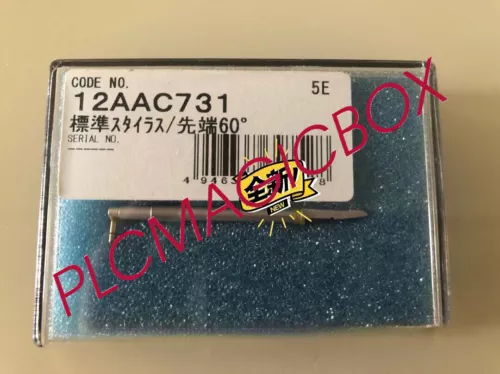 CODE NO.
12AAC731
5E
標準スタイラス/先端60°
SERIAL NO.
------
全新!
NEW
PLCMAGICBOX